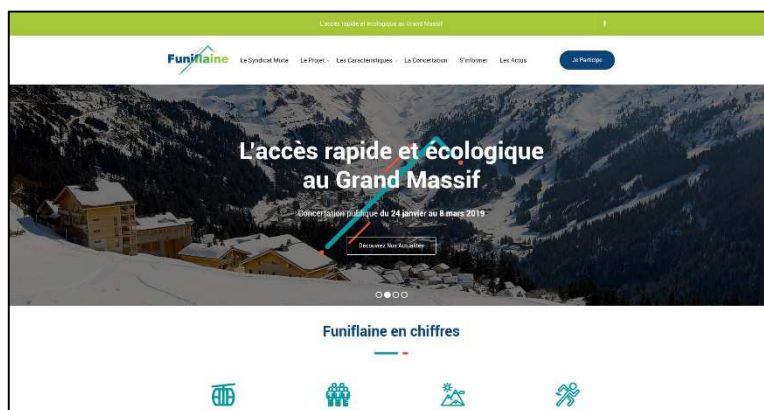 L'accès rapide et écologique au Grand Massif
Funiflaine
Le Syndicat Mixte Le Projet Les Caractéristiques La Concertation S'informer Les Actus Je Participe
L'accès rapide et écologique
au Grand Massif
Concertation publique du 24 janvier au 8 mars 2019
Découvrez Nos Actualités
Funiflaine en chiffres